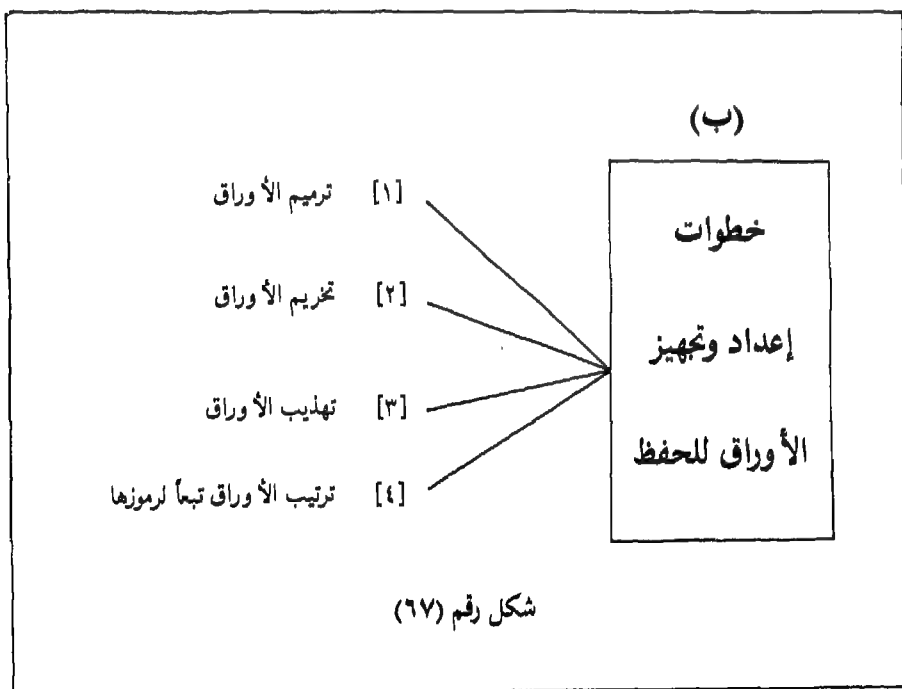 (ب)
خطوات
إعداد وتجهيز
الأوراق للحفظ
[١] ترميم الأوراق
[٢] تخريم الأوراق
[٣] تهذيب الأوراق
[٤] ترتيب الأوراق تبعاً لرموزها
شكل رقم (٦٧)